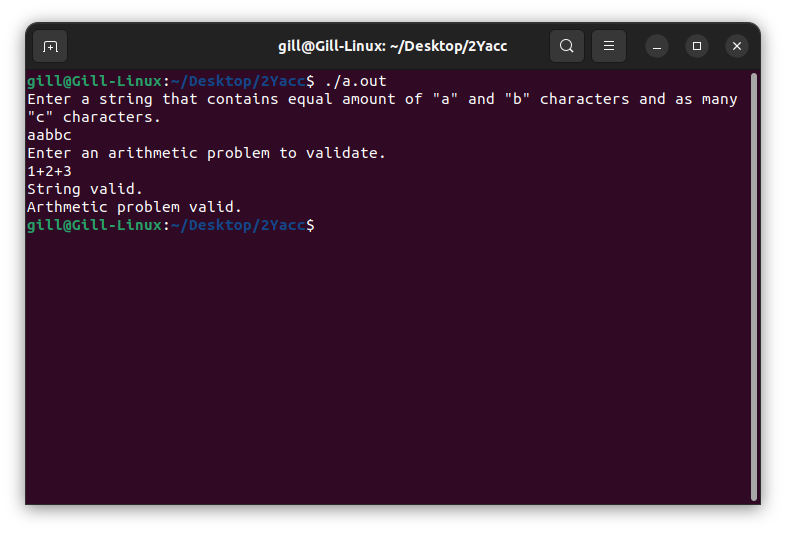 gill@Gill-Linux: ~/Desktop/2Yacc
gill@Gill-Linux:~/Desktop/2Yacc$ ./a.out
Enter a string that contains equal amount of "a" and "b" characters and as many
"c" characters.
aabbc
Enter an arithmetic problem to validate.
1+2+3
String valid.
Arthmetic problem valid.
gill@Gill-Linux:~/Desktop/2Yacc$